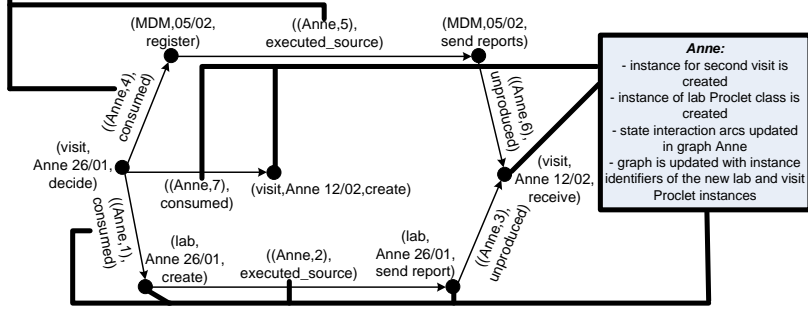 (MDM,05/02,
register)
((Anne,5),
executed_source)
(MDM,05/02,
send reports)
((Anne,4),
consumed)
((Anne,6),
unproduced)
(visit,
Anne 26/01,
decide)
((Anne,7),
consumed)
(visit,Anne 12/02,create)
(visit,
Anne 12/02,
receive)
((Anne,1),
consumed)
(lab,
Anne 26/01,
create)
((Anne,2),
executed_source)
(lab,
Anne 26/01,
send report)
((Anne,3),
unproduced)
Anne:
- instance for second visit is
created
- instance of lab Proclet class is
created
- state interaction arcs updated
in graph Anne
- graph is updated with instance
identifiers of the new lab and visit
Proclet instances